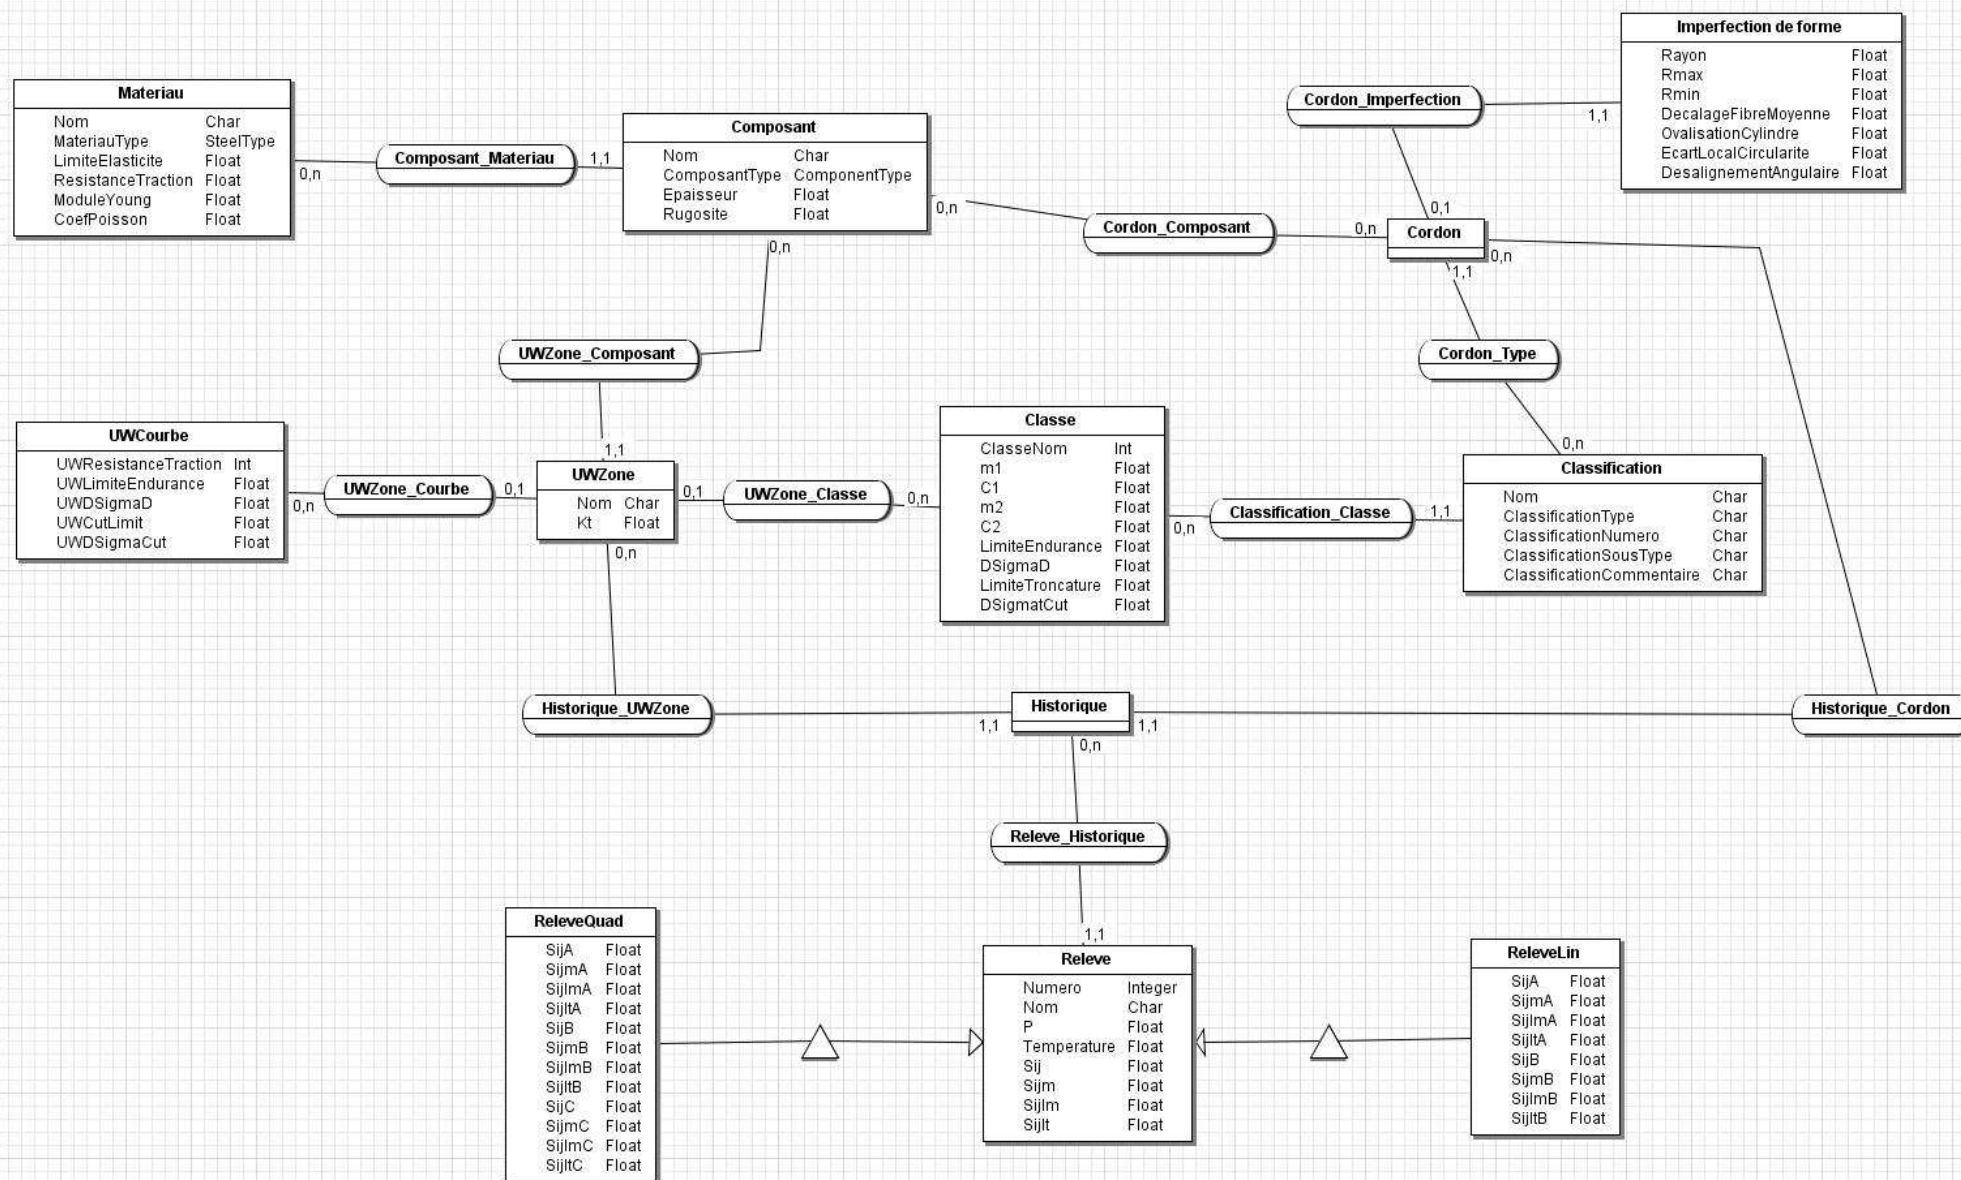 Imperfection de forme
Rayon Float
Rmax Float
Rmin Float
DecalageFibreMoyenne Float
OvalisationCylindre Float
EcartLocalCircularite Float
DesalignementAngulaire Float
Cordon_Imperfection
1,1
0,1
Materiau
Nom Char
MateriauType SteelType
LimiteElasticite Float
ResistanceTraction Float
ModuleYoung Float
CoefPoisson Float
0,n
Composant_Materiau
1,1
Composant
Nom Char
ComposantType ComponentType
Epaisseur Float
Rugosite Float
0,n
0,n
Cordon_Composant
0,n
Cordon
0,n
1,1
Cordon_Type
0,n
UWZone_Composant
1,1
UWCourbe
UWResistanceTraction Int
UWLimiteEndurance Float
UWDSigmaD Float
UWCutLimit Float
UWDSigmaCut Float
0,n
UWZone_Courbe
0,1
UWZone
Nom Char
Kt Float
0,1
0,n
UWZone_Classe
0,n
Classe
ClasseNom Int
m1 Float
C1 Float
m2 Float
C2 Float
LimiteEndurance Float
DSigmaD Float
LimiteTroncature Float
DSigmatCut Float
0,n
Classification_Classe
1,1
Classification
Nom Char
ClassificationType Char
ClassificationNumero Char
ClassificationSousType Char
ClassificationCommentaire Char
Historique_UWZone
1,1
Historique
1,1
0,n
Historique_Cordon
Releve_Historique
1,1
ReleveQuad
SijA Float
SijmA Float
SijlmA Float
SijltA Float
SijB Float
SijmB Float
SijlmB Float
SijltB Float
SijC Float
SijmC Float
SijlmC Float
SijltC Float
Releve
Numero Integer
Nom Char
P Float
Temperature Float
Sij Float
Sijm Float
Sijlm Float
Sijlt Float
ReleveLin
SijA Float
SijmA Float
SijlmA Float
SijltA Float
SijB Float
SijmB Float
SijlmB Float
SijltB Float